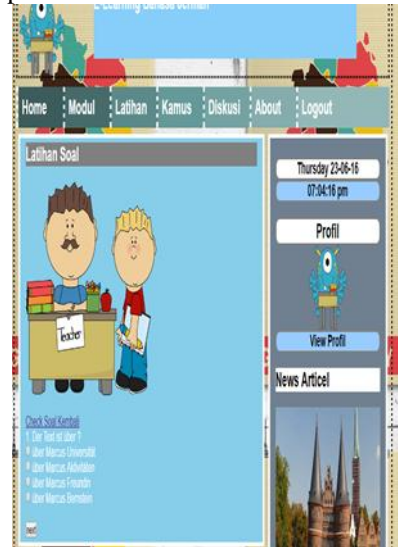 E-Learning Bahasa Jerman
Home Modul Latihan Kamus Diskusi About Logout
Latihan Soal
Teacher
Check Soal Kembali
1. Der Text ist über ?
über Marcus Universität
über Marcus Aktivitäten
über Marcus Freundin
über Marcus Bernstein
next
Thursday 23-06-16
07:04:16 pm
Profil
View Profil
News Articel